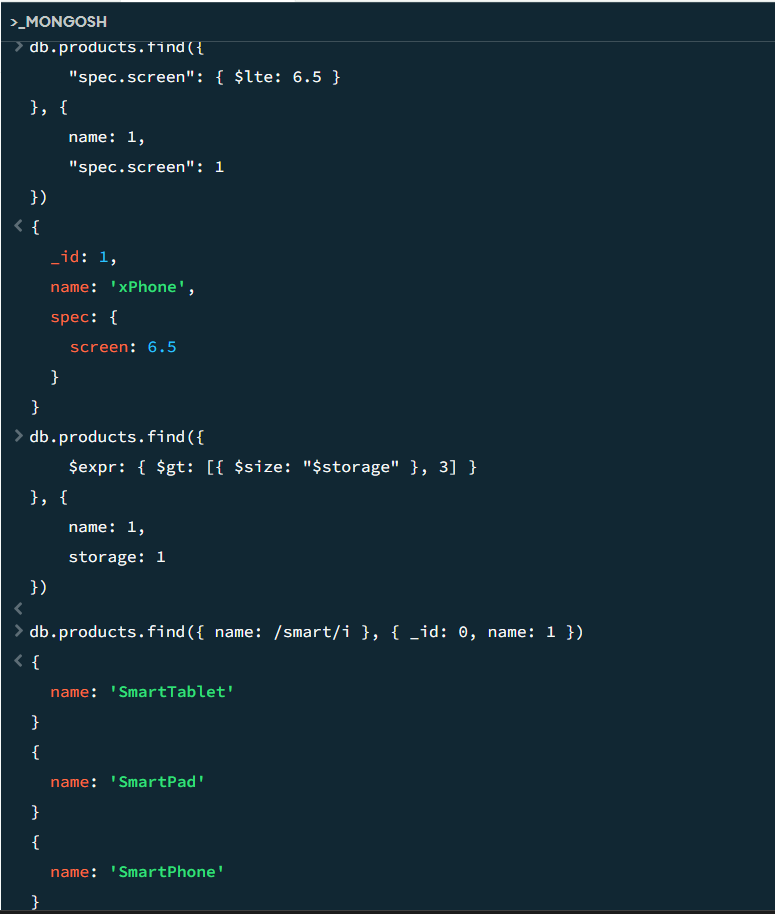 >_MONGOSH
> db.products.find({
"spec.screen": { $lte: 6.5 }
}, {
name: 1,
"spec.screen": 1
})
< {
_id: 1,
name: 'xPhone',
spec: {
screen: 6.5
}
}
> db.products.find({
$expr: { $gt: [{ $size: "$storage" }, 3] }
}, {
name: 1,
storage: 1
})
<
> db.products.find({ name: /smart/i }, { _id: 0, name: 1 })
< {
name: 'SmartTablet'
}
{
name: 'SmartPad'
}
{
name: 'SmartPhone'
}